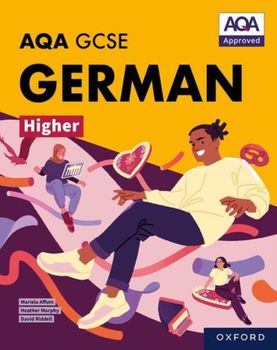 AQA GCSE
AQA
Approved
GERMAN
Higher
Mariela Affum
Heather Murphy
David Riddell
OXFORD